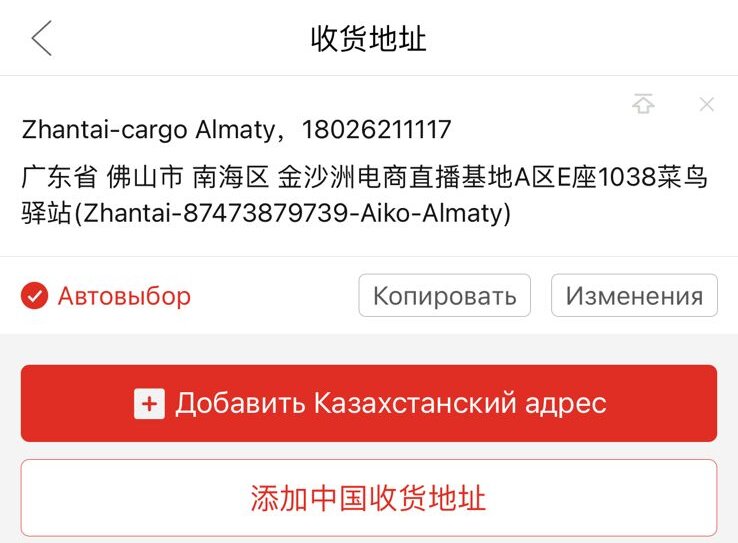 收货地址
Zhantai-cargo Almaty，18026211117
广东省 佛山市 南海区 金沙洲电商直播基地A区E座1038菜鸟
驿站(Zhantai-87473879739-Aiko-Almaty)
Автовыбор
Копировать
Изменения
Добавить Казахстанский адрес
添加中国收货地址